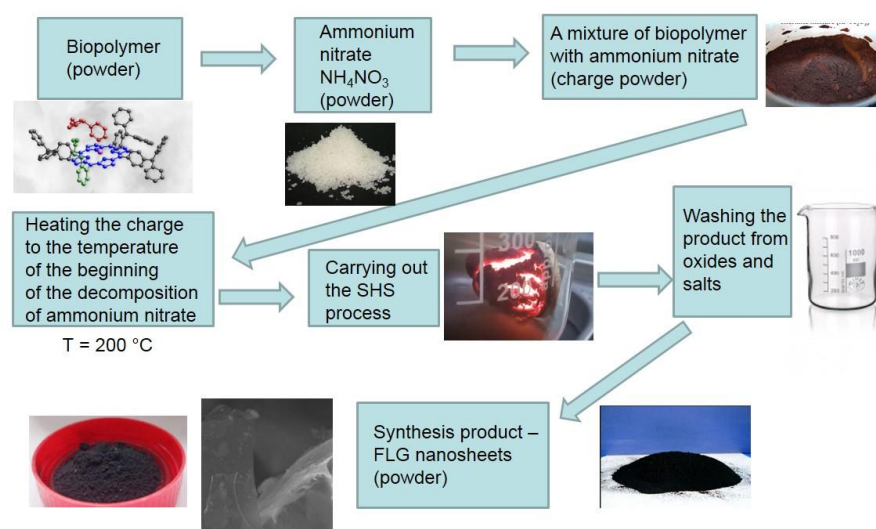 Biopolymer
(powder)
Ammonium
nitrate
NH₄NO₃
(powder)
A mixture of biopolymer
with ammonium nitrate
(charge powder)
Heating the charge
to the temperature
of the beginning
of the decomposition
of ammonium nitrate
T = 200 °C
Carrying out
the SHS
process
300
200
Washing the
product from
oxides and
salts
1000
Synthesis product –
FLG nanosheets
(powder)